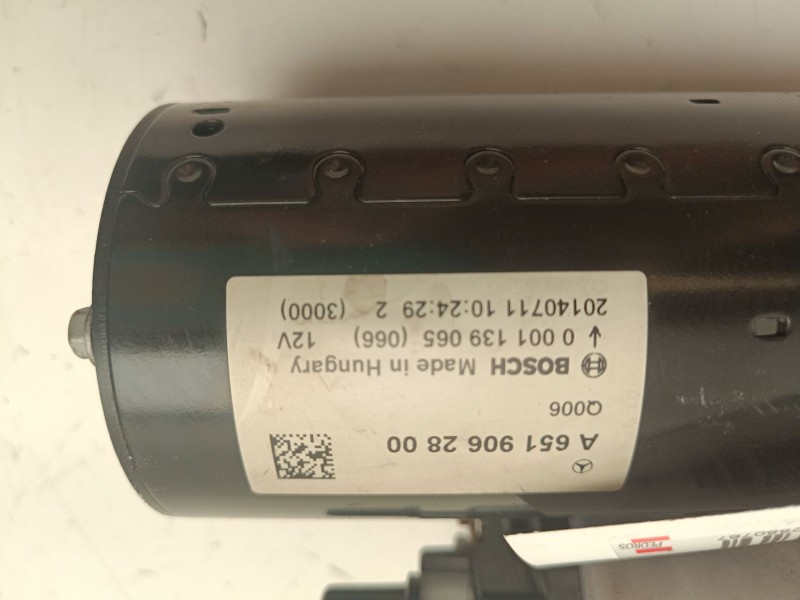 A 651 906 28 00
Q006
BOSCH Made in Hungary
↓ 0 001 139 065 (066) 12V
20140711 10:24:29 2 (3000)
PEDROS